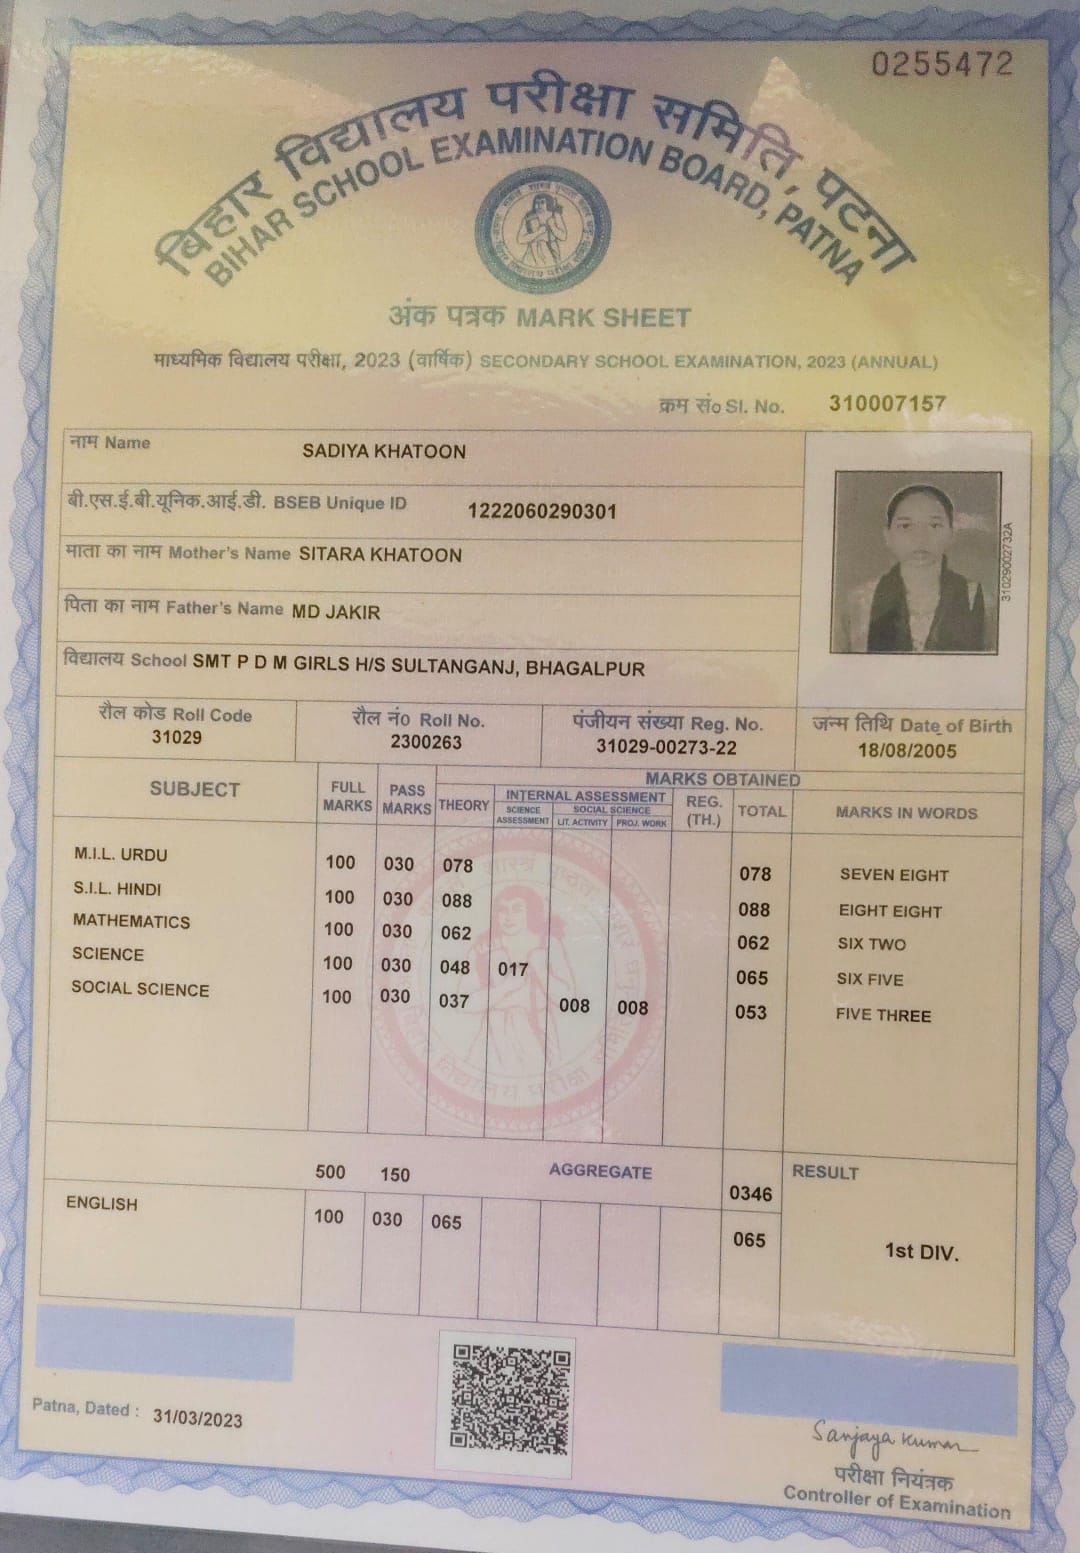 0255472
बिहार विद्यालय परीक्षा समिति, पटना
BIHAR SCHOOL EXAMINATION BOARD, PATNA
अंक पत्रक MARK SHEET
माध्यमिक विद्यालय परीक्षा, 2023 (वार्षिक) SECONDARY SCHOOL EXAMINATION, 2023 (ANNUAL)
क्रम सं० Sl. No. 310007157
नाम Name SADIYA KHATOON
बी.एस.ई.बी.यूनिक.आई.डी. BSEB Unique ID 1222060290301
माता का नाम Mother's Name SITARA KHATOON
पिता का नाम Father's Name MD JAKIR
विद्यालय School SMT P D M GIRLS H/S SULTANGANJ, BHAGALPUR
31029002732A
रौल कोड Roll Code रौल नं० Roll No. पंजीयन संख्या Reg. No. जन्म तिथि Date of Birth
31029 2300263 31029-00273-22 18/08/2005
SUBJECT FULL MARKS PASS MARKS MARKS OBTAINED
THEORY INTERNAL ASSESSMENT REG. (TH.) TOTAL MARKS IN WORDS
SCIENCE ASSESSMENT SOCIAL SCIENCE
LIT. ACTIVITY PROJ. WORK
M.I.L. URDU 100 030 078 078 SEVEN EIGHT
S.I.L. HINDI 100 030 088 088 EIGHT EIGHT
MATHEMATICS 100 030 062 062 SIX TWO
SCIENCE 100 030 048 017 065 SIX FIVE
SOCIAL SCIENCE 100 030 037 008 008 053 FIVE THREE
500 150 AGGREGATE 0346 RESULT
ENGLISH 100 030 065 065 1st DIV.
Patna, Dated : 31/03/2023
Sanjaya Kumar
परीक्षा नियंत्रक
Controller of Examination